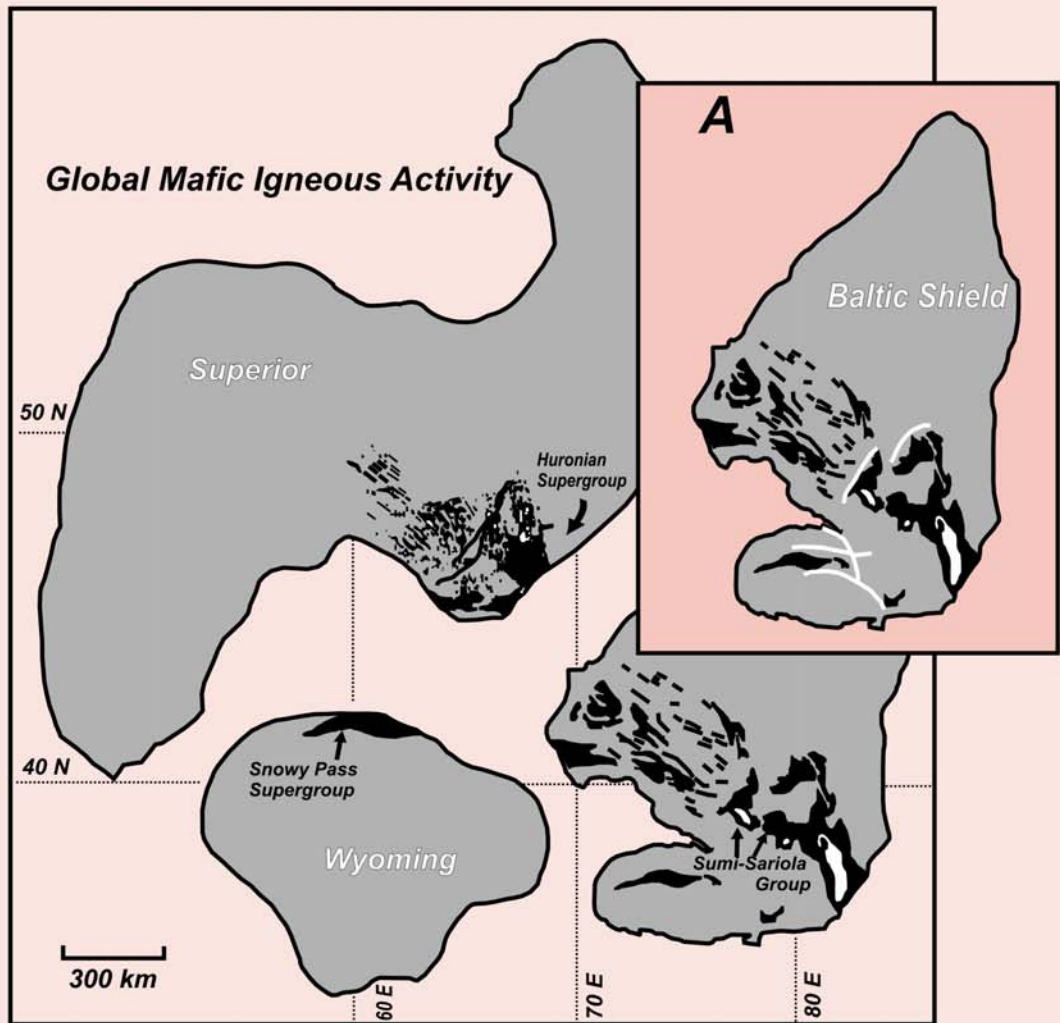 Global Mafic Igneous Activity
A
Baltic Shield
Superior
50 N
Huronian
Supergroup
40 N
Snowy Pass
Supergroup
Wyoming
Sumi-Sariola
Group
300 km
60 E
70 E
80 E